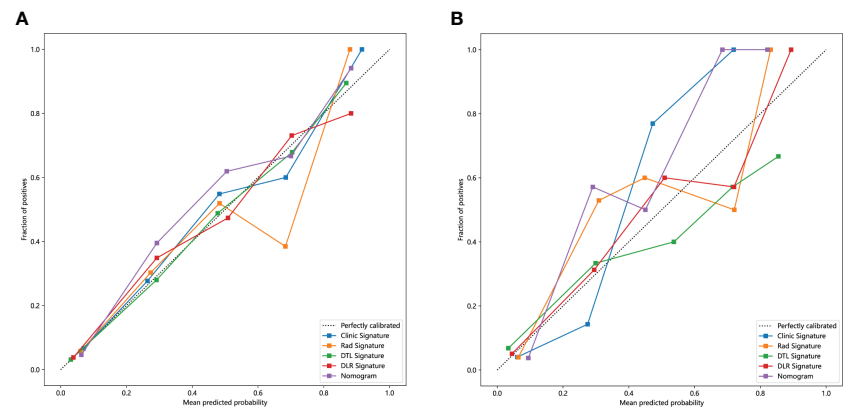 A
1.0
0.8
0.6
0.4
0.2
0.0
Fraction of positives
0.0 0.2 0.4 0.6 0.8 1.0
Mean predicted probability
Perfectly calibrated
Clinic Signature
Rad Signature
DTL Signature
DLR Signature
Nomogram
B
1.0
0.8
0.6
0.4
0.2
0.0
Fraction of positives
0.0 0.2 0.4 0.6 0.8 1.0
Mean predicted probability
Perfectly calibrated
Clinic Signature
Rad Signature
DTL Signature
DLR Signature
Nomogram